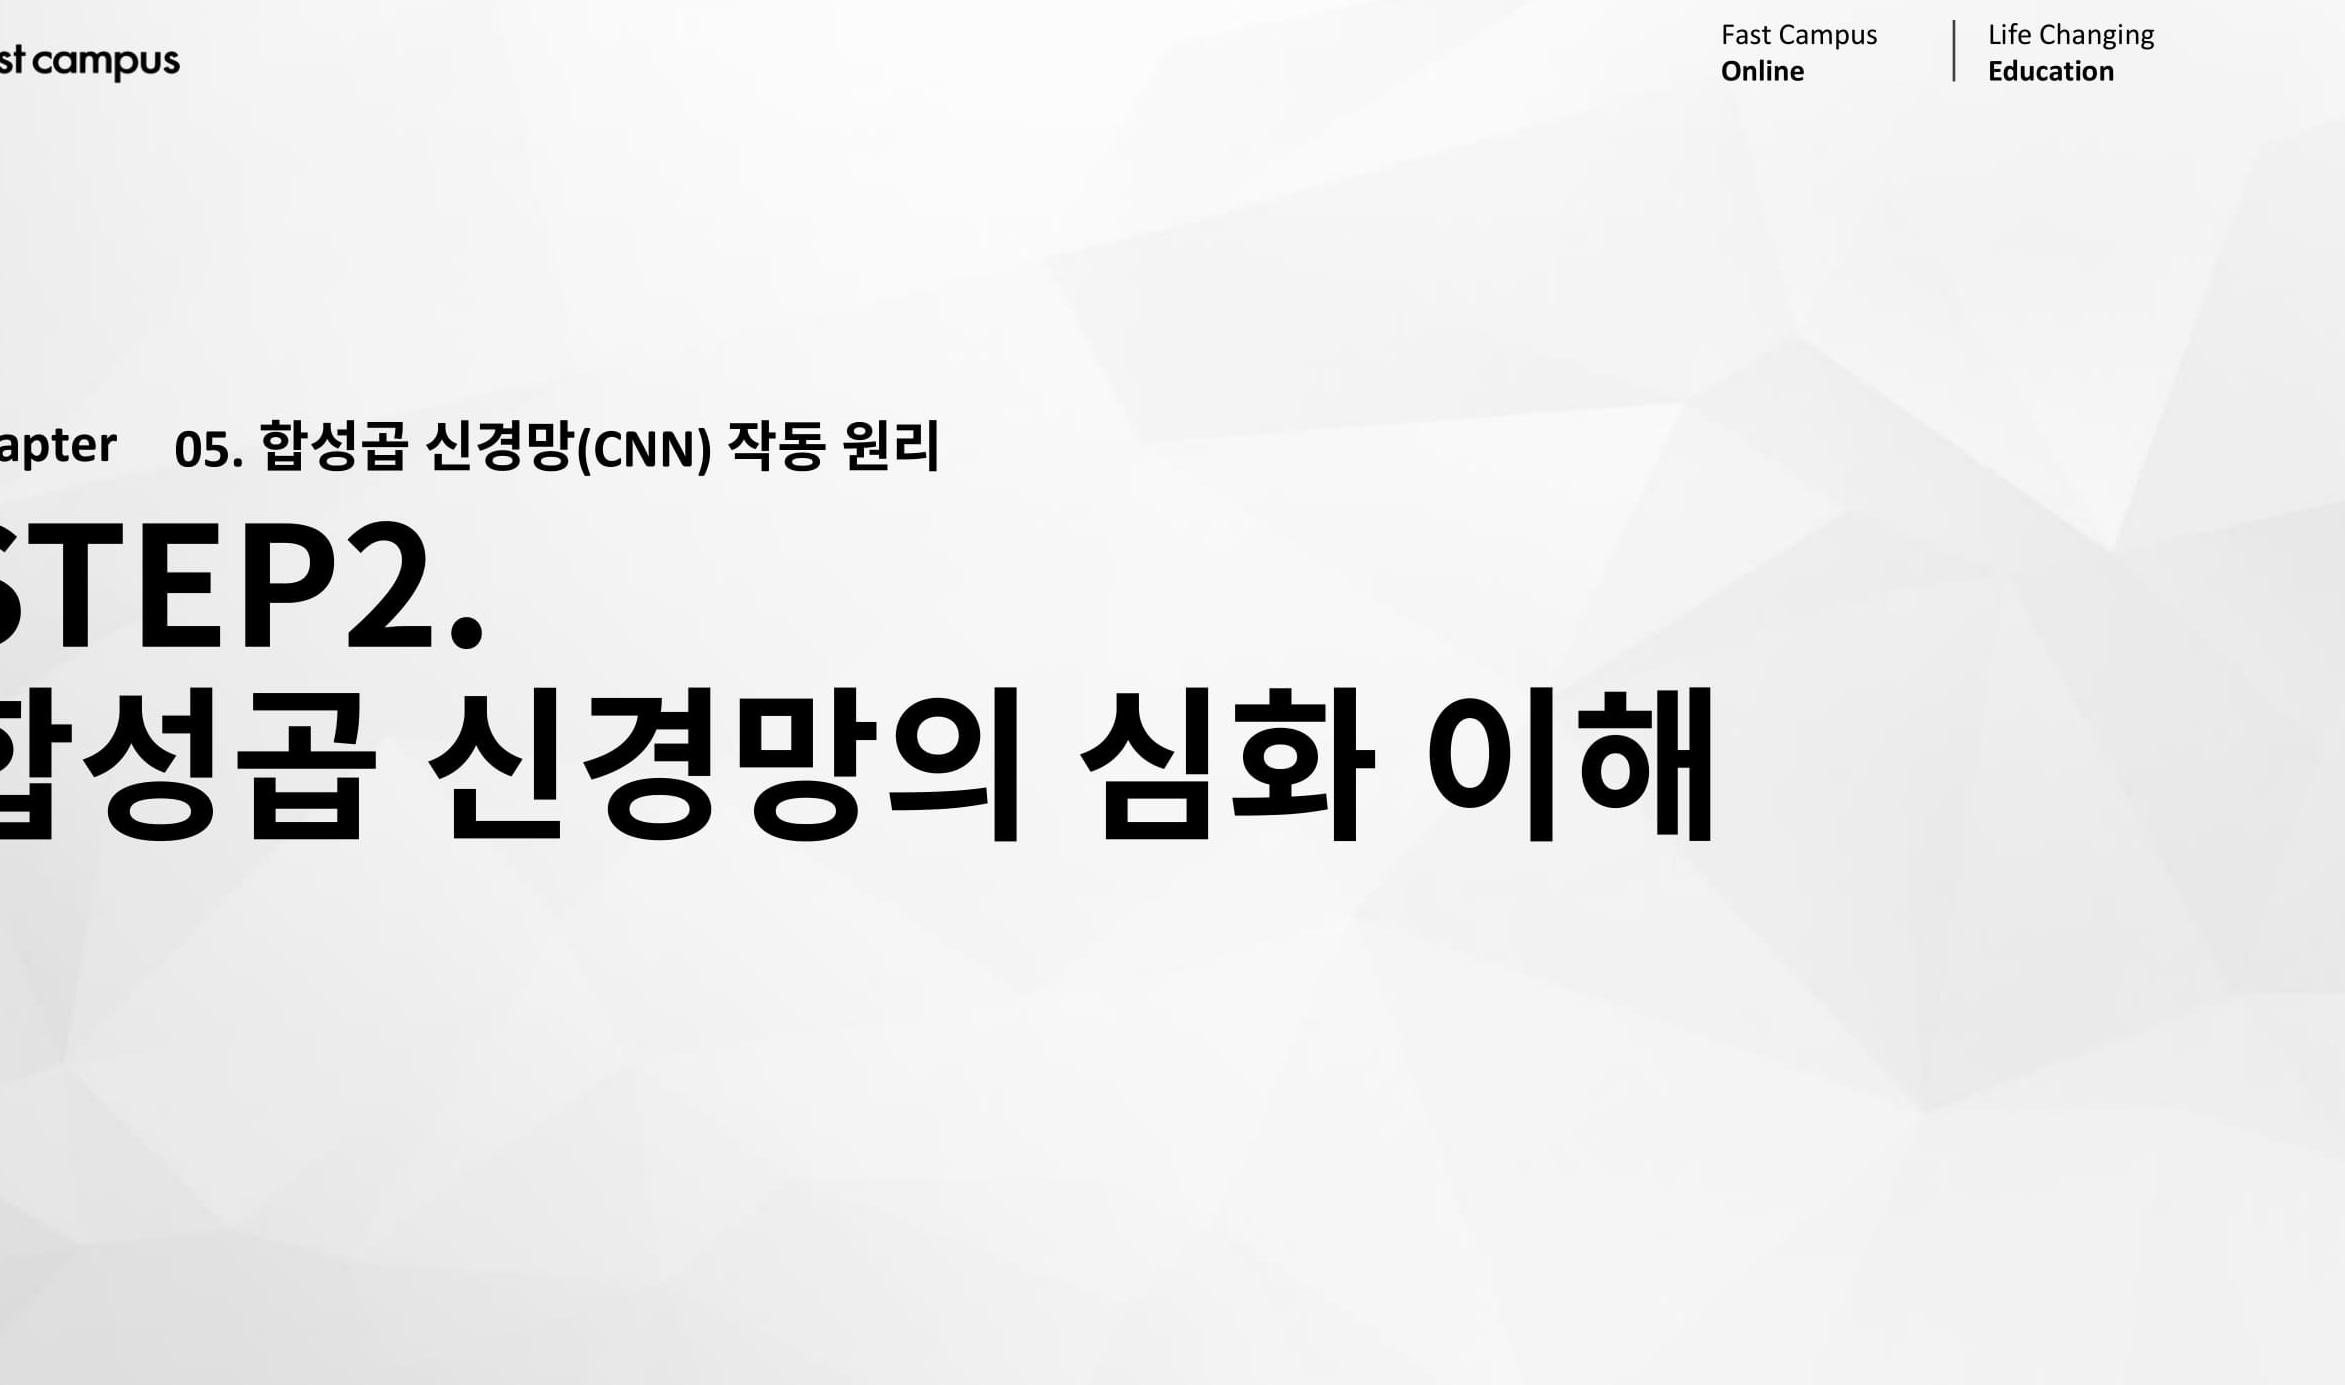 st campus
Fast Campus
Online
Life Changing
Education
apter 05. 합성곱 신경망(CNN) 작동 원리
STEP2.
합성곱 신경망의 심화 이해